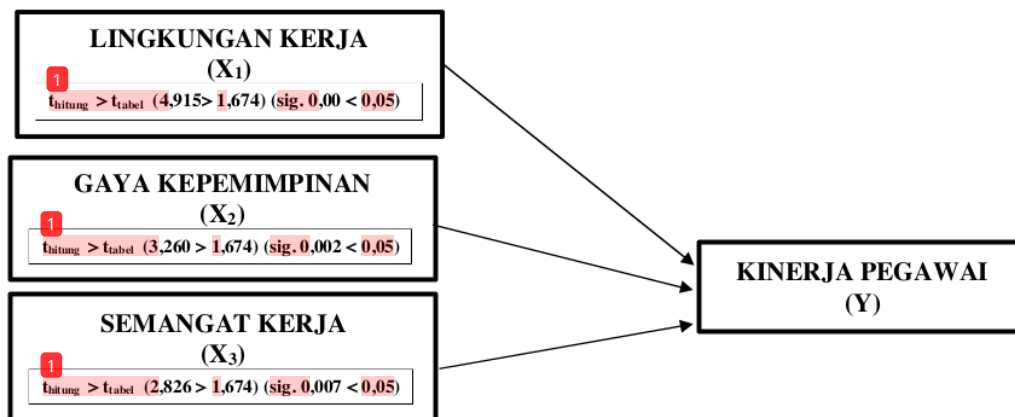 LINGKUNGAN KERJA
(X1)
1
thitung > ttabel (4,915> 1,674) (sig. 0,00 < 0,05)
GAYA KEPEMIMPINAN
(X2)
1
thitung > ttabel (3,260 > 1,674) (sig. 0,002 < 0,05)
SEMANGAT KERJA
(X3)
1
thitung > ttabel (2,826 > 1,674) (sig. 0,007 < 0,05)
KINERJA PEGAWAI
(Y)